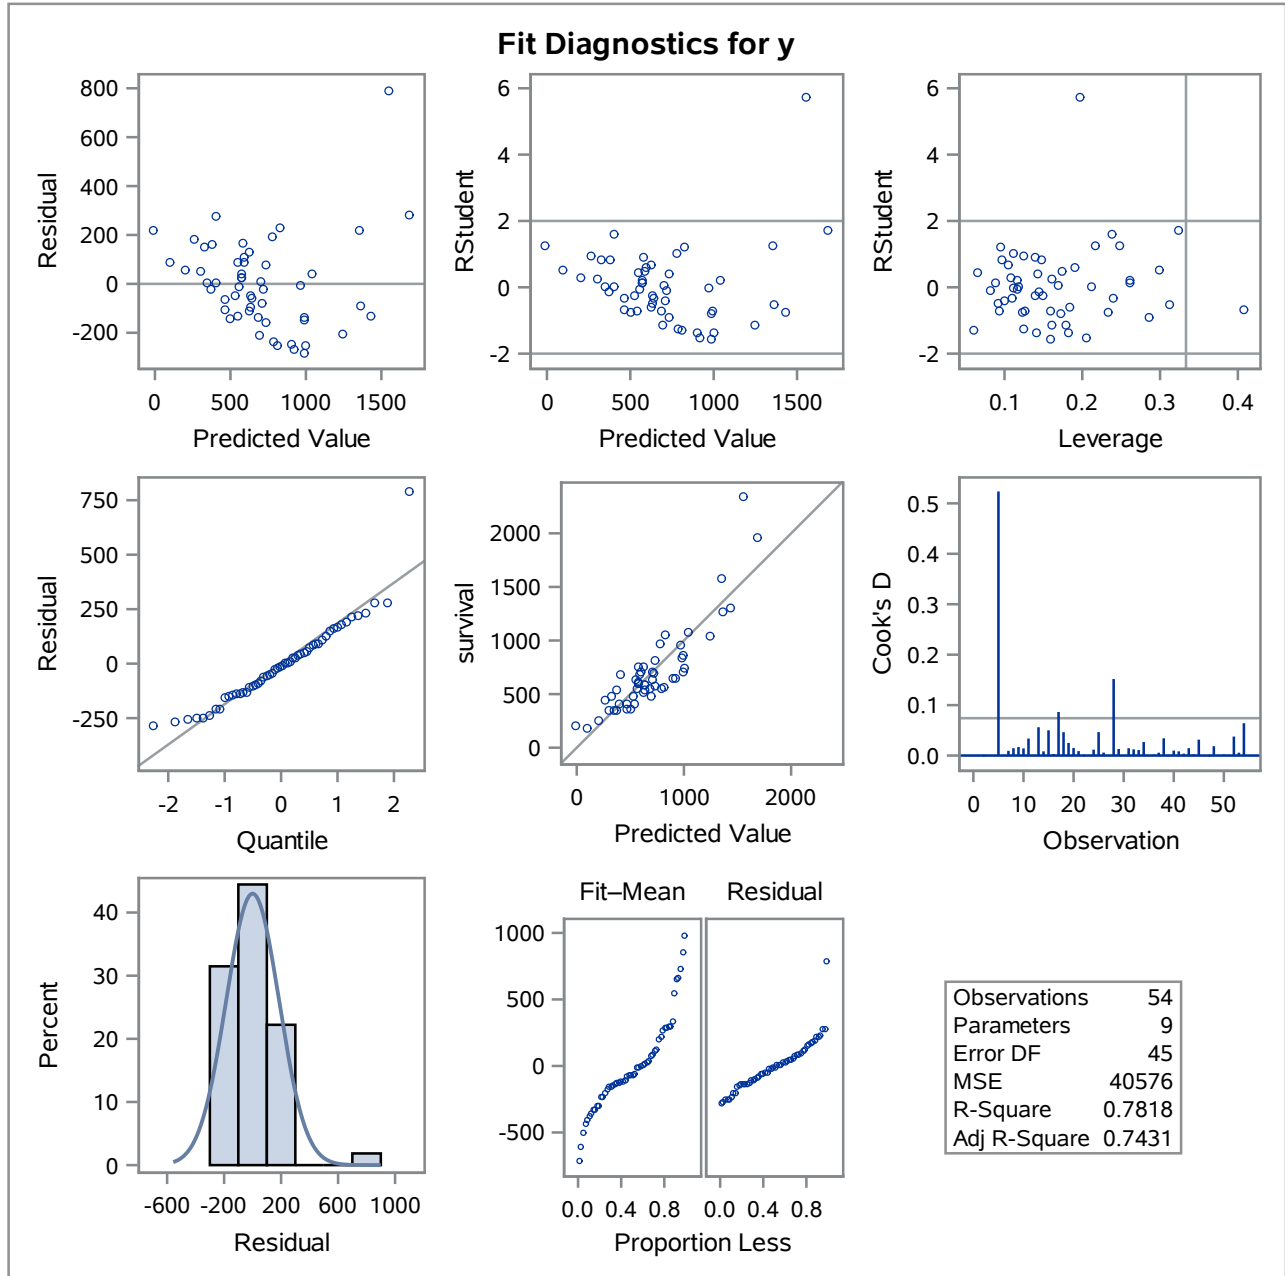 Fit Diagnostics for y
800
600
400
200
0
-200
Residual
0 500 1000 1500
Predicted Value
6
4
2
0
-2
RStudent
0 500 1000 1500
Predicted Value
6
4
2
0
-2
RStudent
0.1 0.2 0.3 0.4
Leverage
750
500
250
0
-250
Residual
-2 -1 0 1 2
Quantile
2000
1500
1000
500
0
survival
0 1000 2000
Predicted Value
0.5
0.4
0.3
0.2
0.1
0.0
Cook's D
0 10 20 30 40 50
Observation
40
30
20
10
0
Percent
-600 -200 200 600 1000
Residual
Fit–Mean Residual
1000
500
0
-500
0.0 0.4 0.8 0.0 0.4 0.8
Proportion Less
Observations 54
Parameters 9
Error DF 45
MSE 40576
R-Square 0.7818
Adj R-Square 0.7431